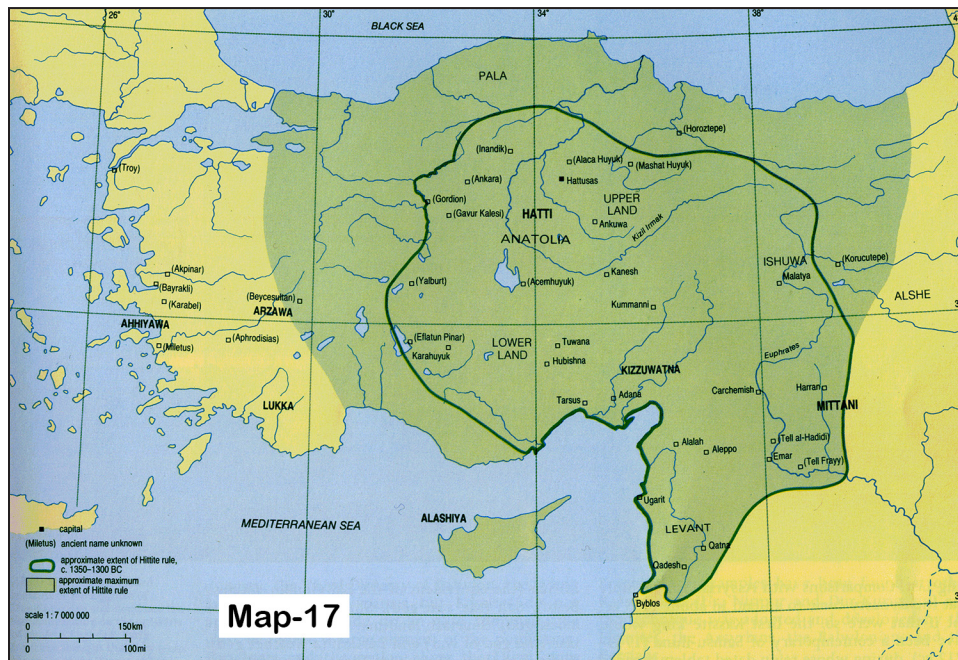 26°
30°
34°
38°
BLACK SEA
PALA
(Horoztepe)
(Inandik)
(Alaca Huyuk)
(Mashat Huyuk)
(Troy)
(Ankara)
Hattusas
(Gordion)
(Gavur Kalesi)
HATTI
UPPER
LAND
Ankuwa
Kizil Irmak
ANATOLIA
ISHUWA
(Korucutepe)
(Akpinar)
(Bayrakli)
(Karabel)
(Beycesultan)
(Yalburt)
(Acemhuyuk)
Kanesh
Malatya
ALSHE
Kummanni
ARZAWA
AHHIYAWA
(Miletus)
(Aphrodisias)
(Eflatun Pinar)
Karahuyuk
LOWER
LAND
Tuwana
Hubishna
Euphrates
KIZZUWATNA
LUKKA
Tarsus
Adana
Carchemish
Harran
MITTANI
Alalah
Aleppo
(Tell al-Hadidi)
Emar
(Tell Frayy)
Ugarit
ALASHIYA
MEDITERRANEAN SEA
LEVANT
Qatna
Qadesh
Byblos
capital
(Miletus) ancient name unknown
approximate extent of Hittite rule,
c. 1350–1300 BC
approximate maximum
extent of Hittite rule
scale 1 : 7 000 000
0 150km
0 100mi
Map-17